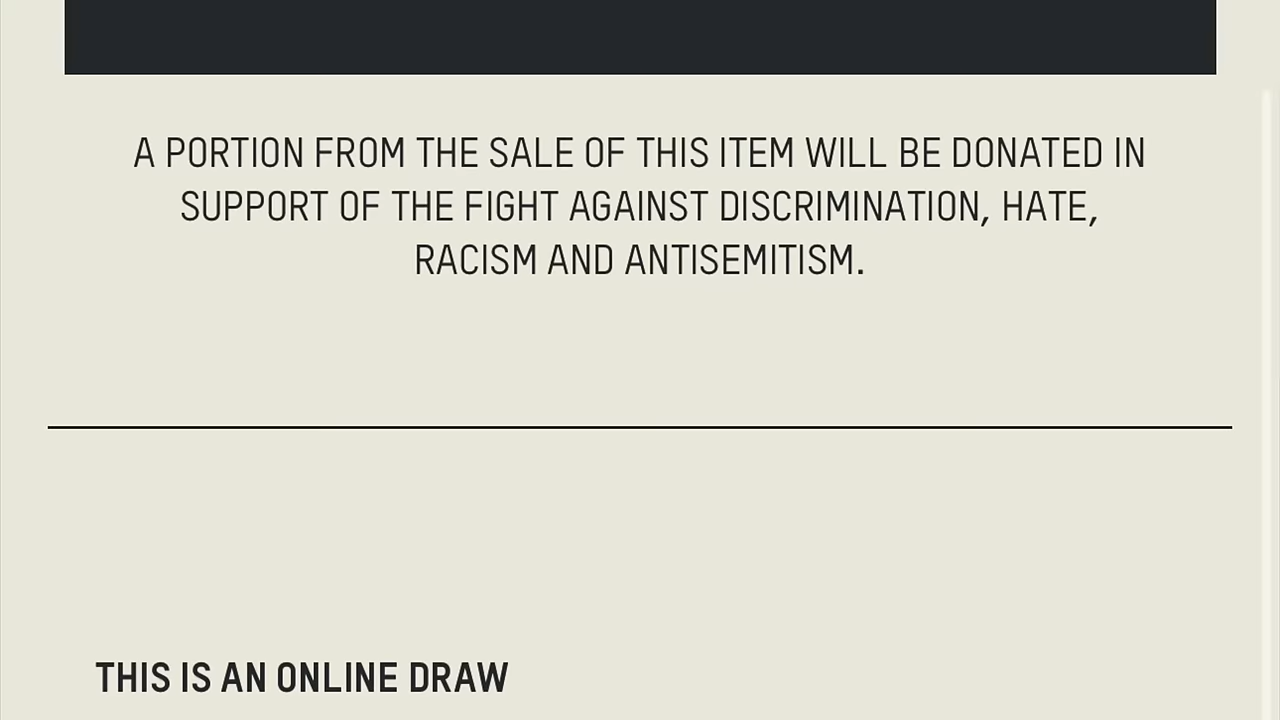 A PORTION FROM THE SALE OF THIS ITEM WILL BE DONATED IN
SUPPORT OF THE FIGHT AGAINST DISCRIMINATION, HATE,
RACISM AND ANTISEMITISM.
THIS IS AN ONLINE DRAW